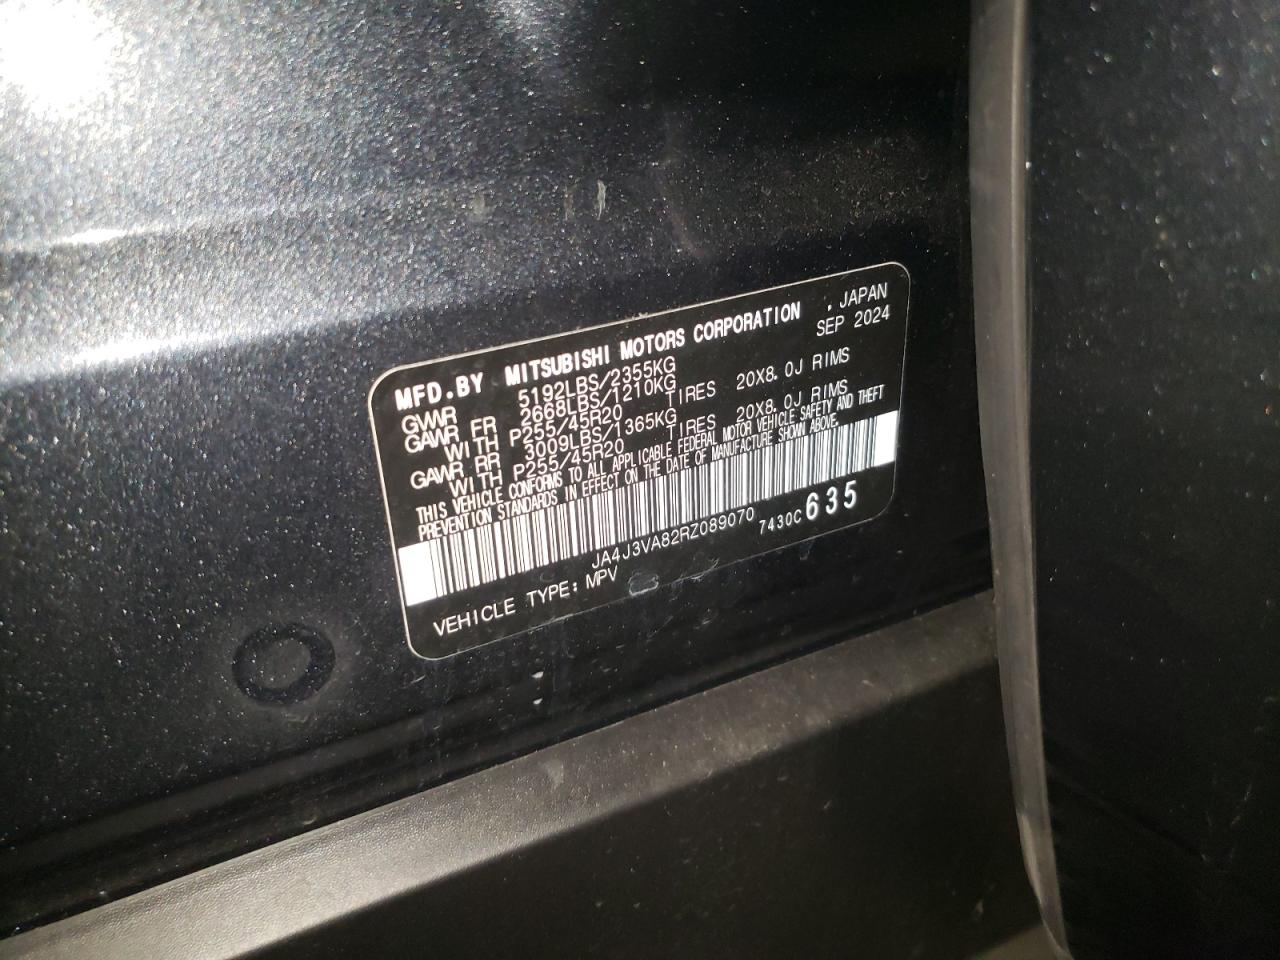 MFD.BY MITSUBISHI MOTORS CORPORATION , JAPAN
SEP 2024
GVWR 5192LBS/2355KG
GAWR FR 2668LBS/1210KG
WITH P255/45R20 TIRES 20X8.0J RIMS
GAWR RR 3009LBS/1365KG
WITH P255/45R20 TIRES 20X8.0J RIMS
THIS VEHICLE CONFORMS TO ALL APPLICABLE FEDERAL MOTOR VEHICLE SAFETY AND THEFT
PREVENTION STANDARDS IN EFFECT ON THE DATE OF MANUFACTURE SHOWN ABOVE.
JA4J3VA82RZ089070
7430C 635
VEHICLE TYPE: MPV